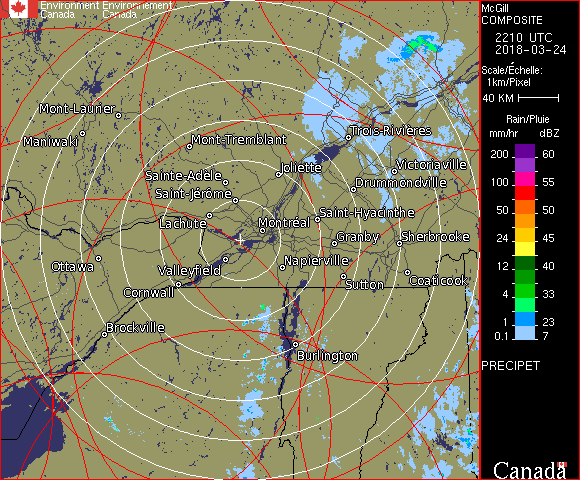 Environment Environnement
Canada Canada
McGill
COMPOSITE
2210 UTC
2018-03-24
Scale/Échelle:
1km/Pixel
40 KM
Rain/Pluie
mm/hr dBZ
200 60
100 55
50 50
24 45
12 40
4 33
1 23
0.1 7
PRECIPET
Canada
Mont-Laurier
Maniwaki
Mont-Tremblant
Trois-Rivières
Sainte-Adèle
Joliette
Victoriaville
Saint-Jérôme
Drummondville
Lachute
Montréal
Saint-Hyacinthe
Granby
Sherbrooke
Ottawa
Valleyfield
Napierville
Cornwall
Sutton
Coaticook
Brockville
Burlington